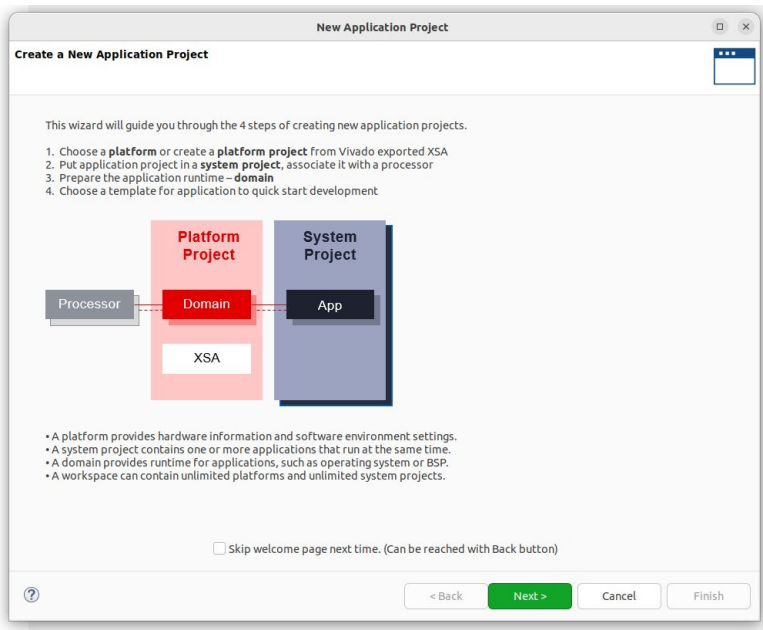 New Application Project
Create a New Application Project
This wizard will guide you through the 4 steps of creating new application projects.
1. Choose a platform or create a platform project from Vivado exported XSA
2. Put application project in a system project, associate it with a processor
3. Prepare the application runtime – domain
4. Choose a template for application to quick start development
Platform
Project
System
Project
Processor
Domain
App
XSA
• A platform provides hardware information and software environment settings.
• A system project contains one or more applications that run at the same time.
• A domain provides runtime for applications, such as operating system or BSP.
• A workspace can contain unlimited platforms and unlimited system projects.
Skip welcome page next time. (Can be reached with Back button)
?
< Back
Next >
Cancel
Finish